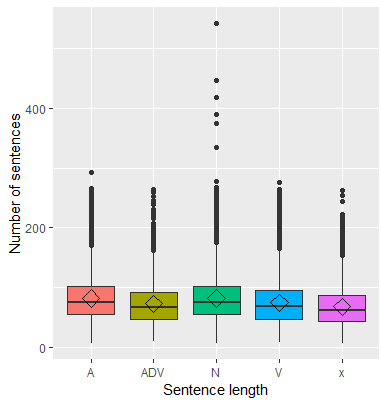 Number of sentences
400
200
0
A ADV N V x
Sentence length